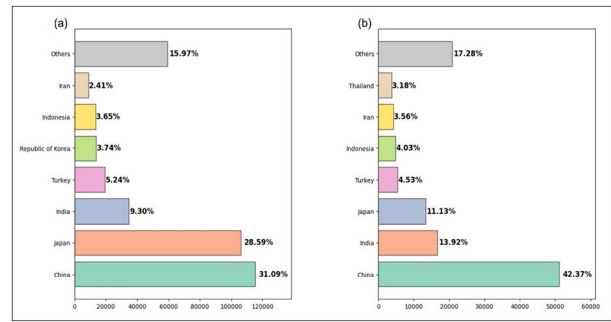 (a)
Others 15.97%
Iran 2.41%
Indonesia 3.65%
Republic of Korea 3.74%
Turkey 5.24%
India 9.30%
Japan 28.59%
China 31.09%
0 20000 40000 60000 80000 100000 120000
(b)
Others 17.28%
Thailand 3.18%
Iran 3.56%
Indonesia 4.03%
Turkey 4.53%
Japan 11.13%
India 13.92%
China 42.37%
0 10000 20000 30000 40000 50000 60000